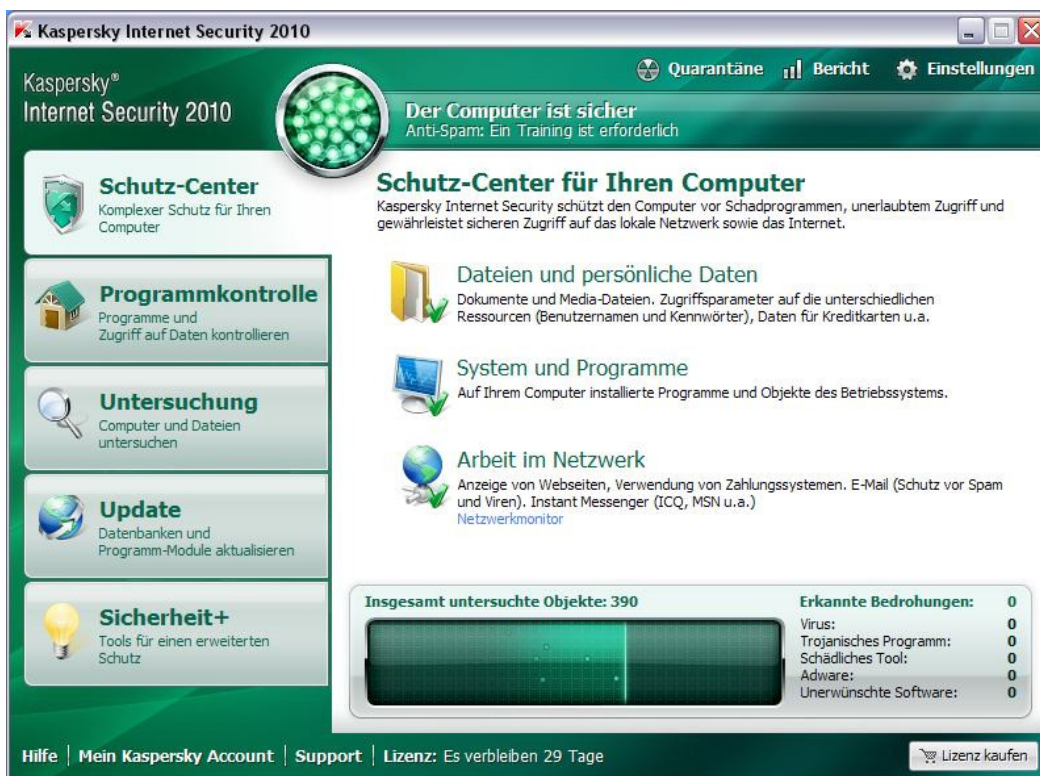 Kaspersky Internet Security 2010
Kaspersky®
Internet Security 2010
Quarantäne
Bericht
Einstellungen
Der Computer ist sicher
Anti-Spam: Ein Training ist erforderlich
Schutz-Center
Komplexer Schutz für Ihren
Computer
Programmkontrolle
Programme und
Zugriff auf Daten kontrollieren
Untersuchung
Computer und Dateien
untersuchen
Update
Datenbanken und
Programm-Module aktualisieren
Sicherheit+
Tools für einen erweiterten
Schutz
Schutz-Center für Ihren Computer
Kaspersky Internet Security schützt den Computer vor Schadprogrammen, unerlaubtem Zugriff und
gewährleistet sicheren Zugriff auf das lokale Netzwerk sowie das Internet.
Dateien und persönliche Daten
Dokumente und Media-Dateien. Zugriffsparameter auf die unterschiedlichen
Ressourcen (Benutzernamen und Kennwörter), Daten für Kreditkarten u.a.
System und Programme
Auf Ihrem Computer installierte Programme und Objekte des Betriebssystems.
Arbeit im Netzwerk
Anzeige von Webseiten, Verwendung von Zahlungssystemen. E-Mail (Schutz vor Spam
und Viren). Instant Messenger (ICQ, MSN u.a.)
Netzwerkmonitor
Insgesamt untersuchte Objekte: 390
Erkannte Bedrohungen: 0
Virus: 0
Trojanisches Programm: 0
Schädliches Tool: 0
Adware: 0
Unerwünschte Software: 0
Hilfe | Mein Kaspersky Account | Support | Lizenz: Es verbleiben 29 Tage
Lizenz kaufen